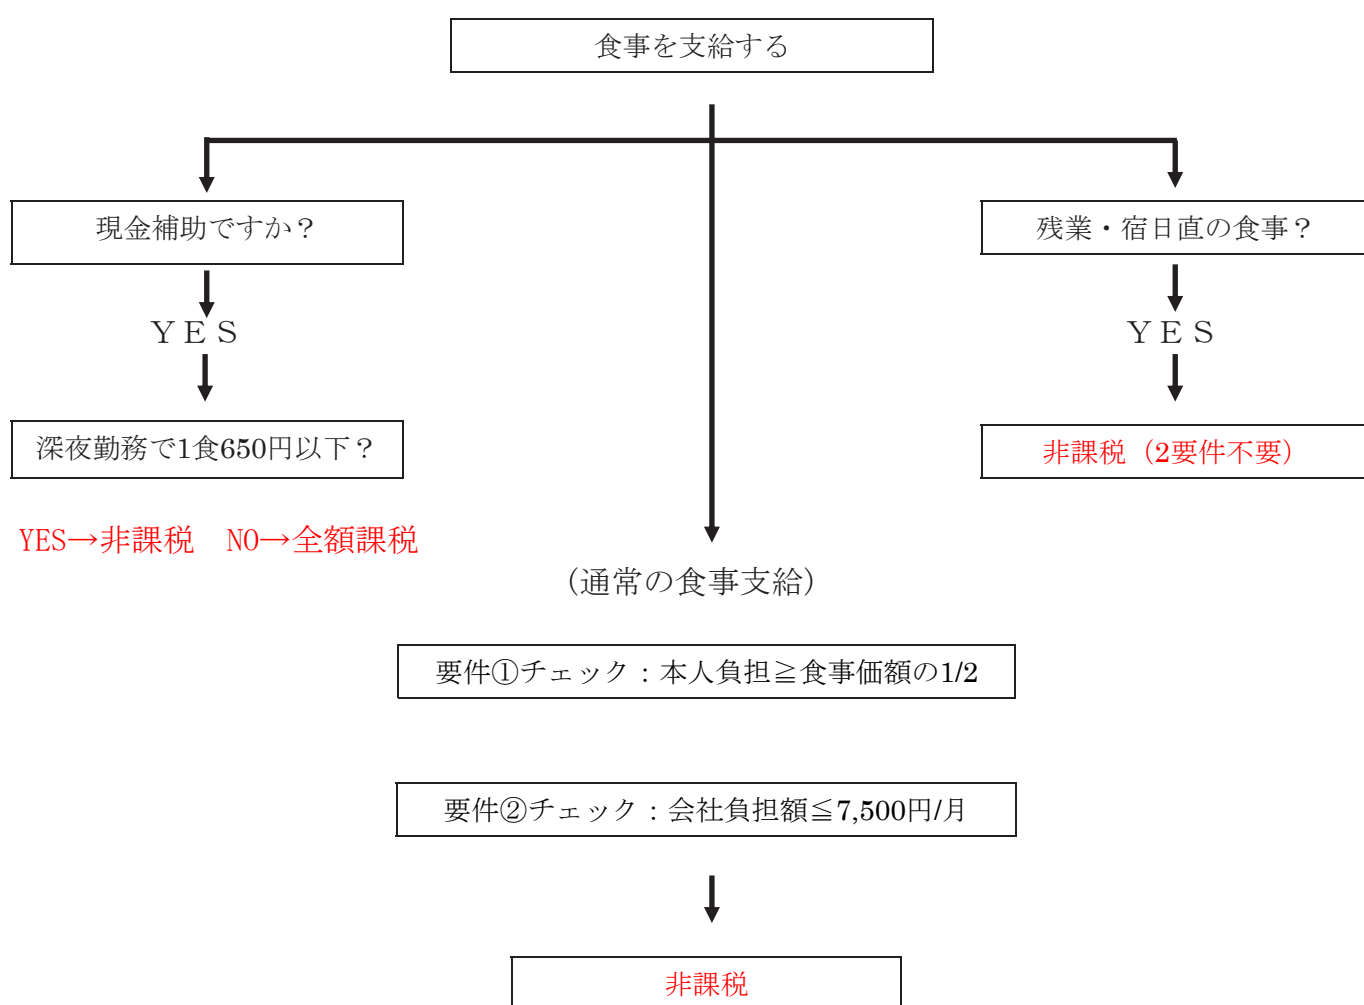 食事を支給する
現金補助ですか？
残業・宿日直の食事？
ＹＥＳ
ＹＥＳ
深夜勤務で1食650円以下？
非課税（2要件不要）
YES→非課税　NO→全額課税
（通常の食事支給）
要件①チェック：本人負担≧食事価額の1/2
要件②チェック：会社負担額≦7,500円/月
非課税